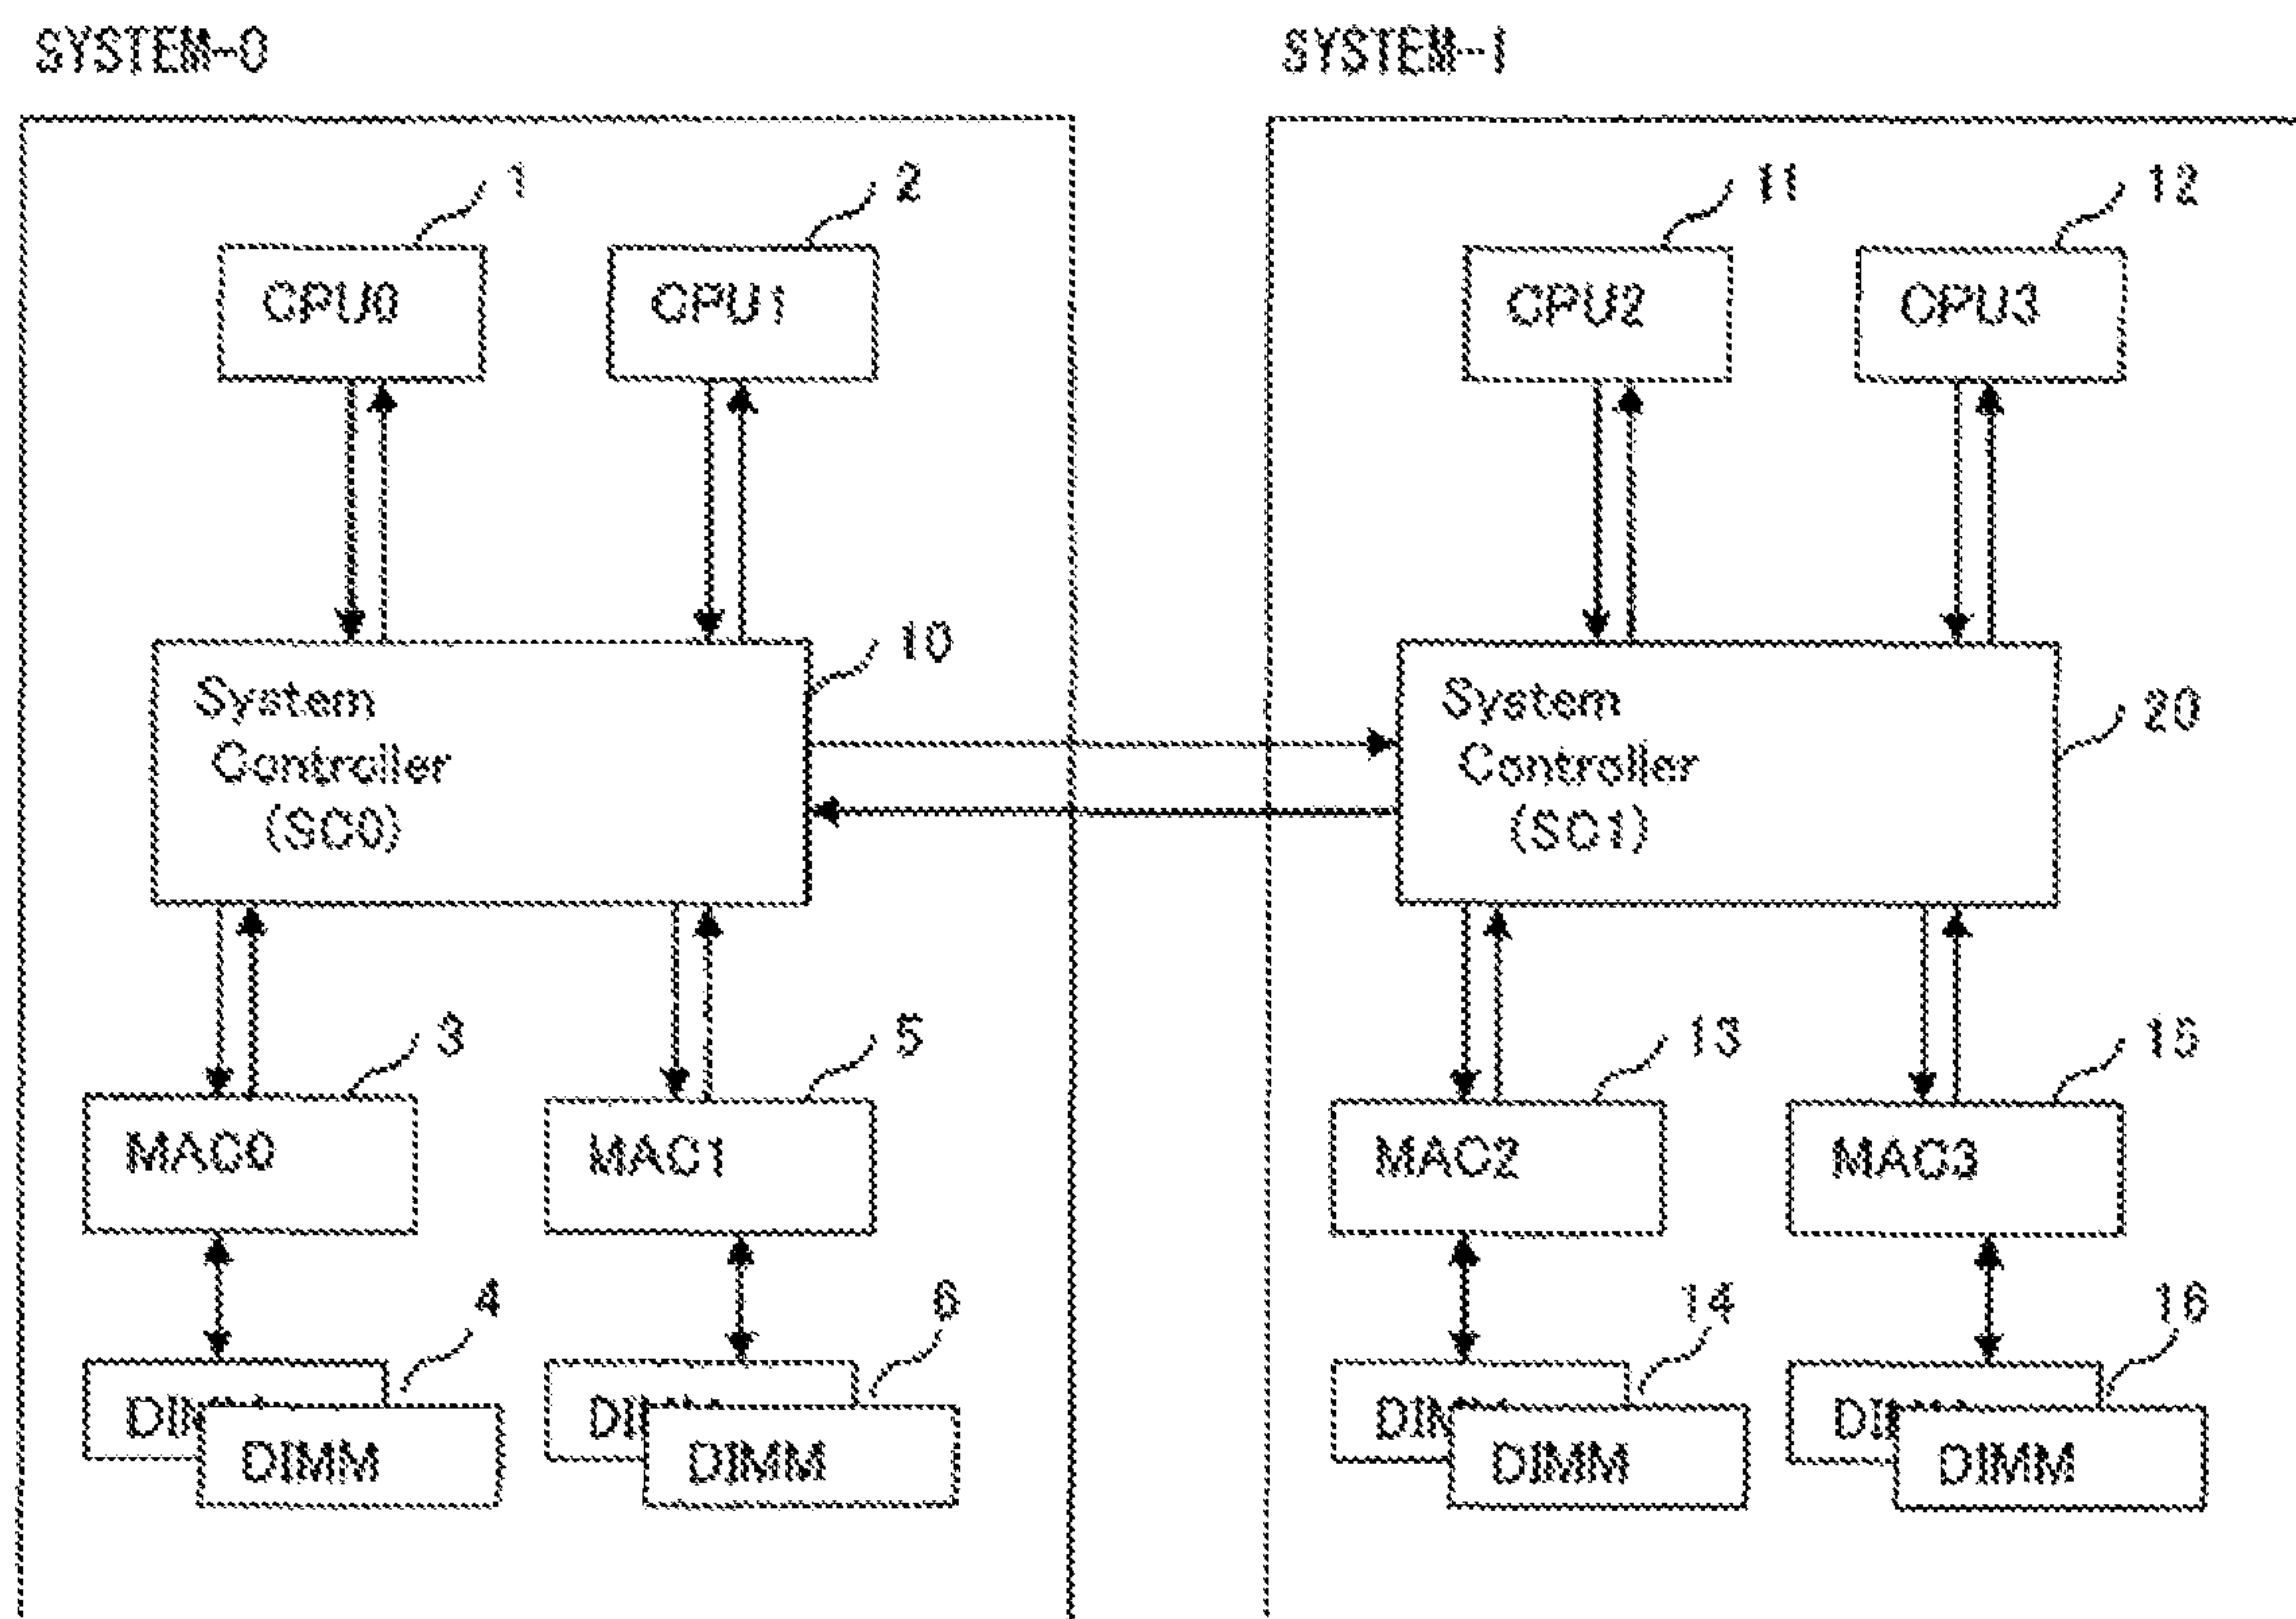 SYSTEM-0
1
2
CPU0
CPU1
10
System
Controller
(SC0)
3
5
MAC0
MAC1
4
6
DIMM
DIMM
SYSTEM-1
11
12
CPU2
CPU3
20
System
Controller
(SC1)
13
15
MAC2
MAC3
14
16
DIMM
DIMM